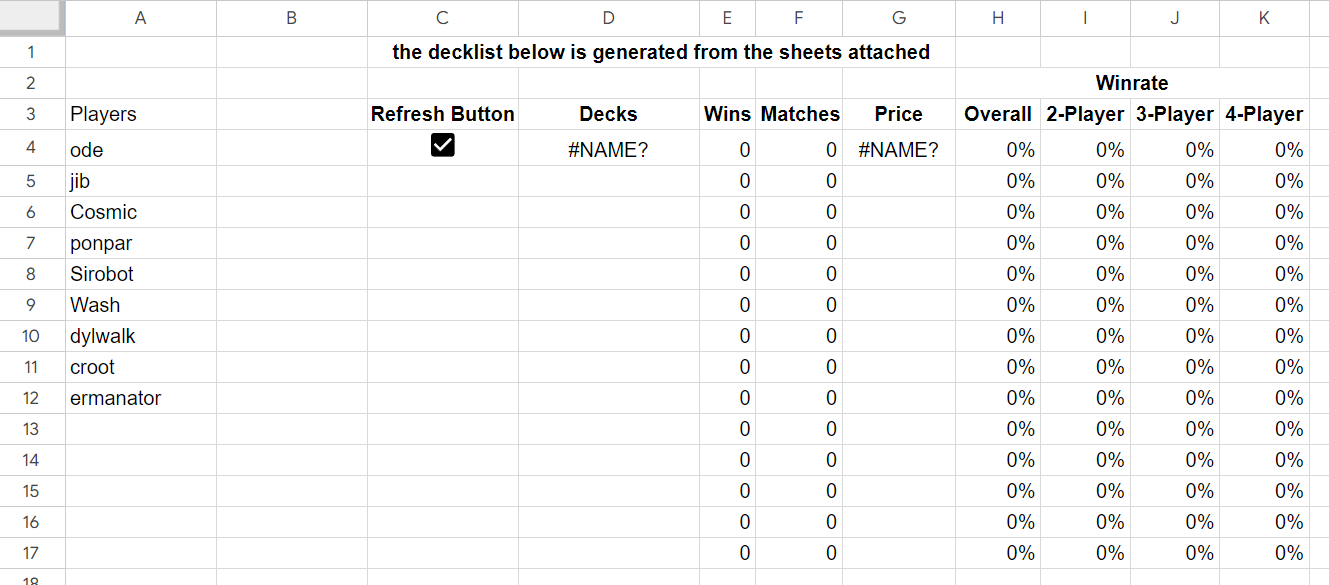 A B C D E F G H I J K
1 the decklist below is generated from the sheets attached
2 Winrate
3 Players Refresh Button Decks Wins Matches Price Overall 2-Player 3-Player 4-Player
4 ode #NAME? 0 0 #NAME? 0% 0% 0% 0%
5 jib 0 0 0% 0% 0% 0%
6 Cosmic 0 0 0% 0% 0% 0%
7 ponpar 0 0 0% 0% 0% 0%
8 Sirobot 0 0 0% 0% 0% 0%
9 Wash 0 0 0% 0% 0% 0%
10 dylwalk 0 0 0% 0% 0% 0%
11 croot 0 0 0% 0% 0% 0%
12 ermanator 0 0 0% 0% 0% 0%
13 0 0 0% 0% 0% 0%
14 0 0 0% 0% 0% 0%
15 0 0 0% 0% 0% 0%
16 0 0 0% 0% 0% 0%
17 0 0 0% 0% 0% 0%
18